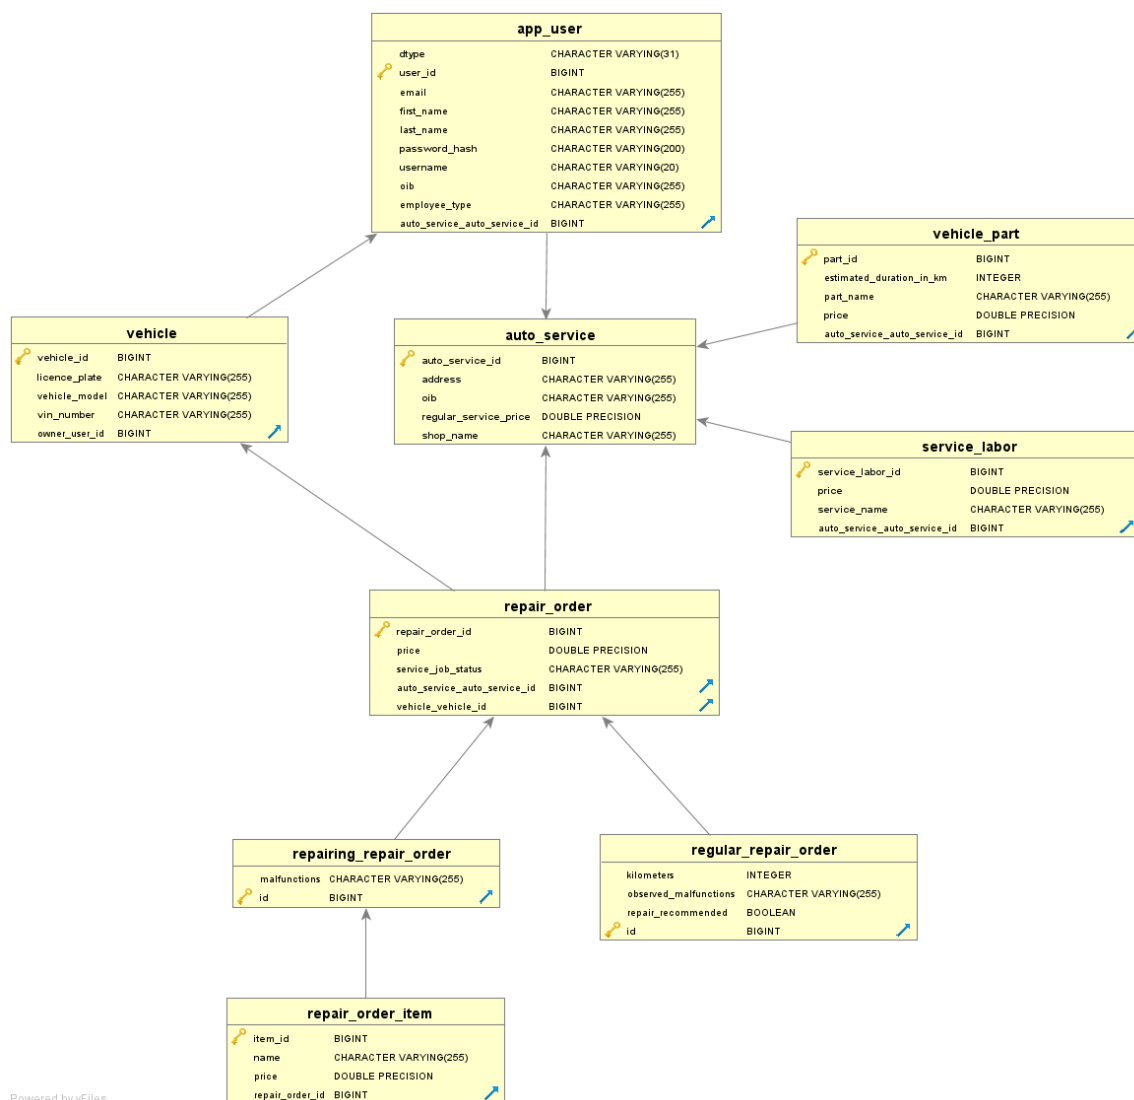 app_user
dtype CHARACTER VARYING(31)
user_id BIGINT
email CHARACTER VARYING(255)
first_name CHARACTER VARYING(255)
last_name CHARACTER VARYING(255)
password_hash CHARACTER VARYING(200)
username CHARACTER VARYING(20)
oib CHARACTER VARYING(255)
employee_type CHARACTER VARYING(255)
auto_service_auto_service_id BIGINT
vehicle_part
part_id BIGINT
estimated_duration_in_km INTEGER
part_name CHARACTER VARYING(255)
price DOUBLE PRECISION
auto_service_auto_service_id BIGINT
vehicle
vehicle_id BIGINT
licence_plate CHARACTER VARYING(255)
vehicle_model CHARACTER VARYING(255)
vin_number CHARACTER VARYING(255)
owner_user_id BIGINT
auto_service
auto_service_id BIGINT
address CHARACTER VARYING(255)
oib CHARACTER VARYING(255)
regular_service_price DOUBLE PRECISION
shop_name CHARACTER VARYING(255)
service_labor
service_labor_id BIGINT
price DOUBLE PRECISION
service_name CHARACTER VARYING(255)
auto_service_auto_service_id BIGINT
repair_order
repair_order_id BIGINT
price DOUBLE PRECISION
service_job_status CHARACTER VARYING(255)
auto_service_auto_service_id BIGINT
vehicle_vehicle_id BIGINT
repairing_repair_order
malfunctions CHARACTER VARYING(255)
id BIGINT
regular_repair_order
kilometers INTEGER
observed_malfunctions CHARACTER VARYING(255)
repair_recommended BOOLEAN
id BIGINT
repair_order_item
item_id BIGINT
name CHARACTER VARYING(255)
price DOUBLE PRECISION
repair_order_id BIGINT
Powered by yFiles